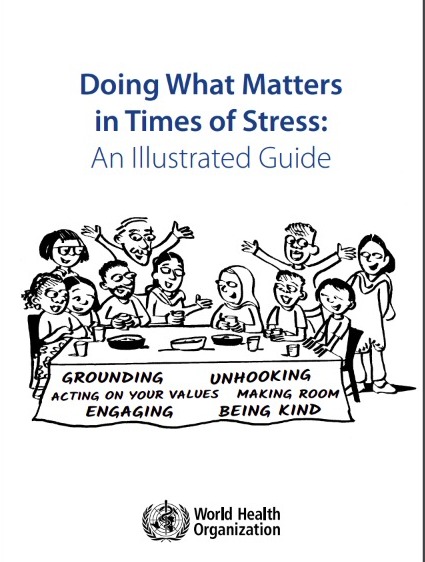 Doing What Matters
in Times of Stress:
An Illustrated Guide
GROUNDING UNHOOKING
ACTING ON YOUR VALUES MAKING ROOM
ENGAGING BEING KIND
World Health
Organization